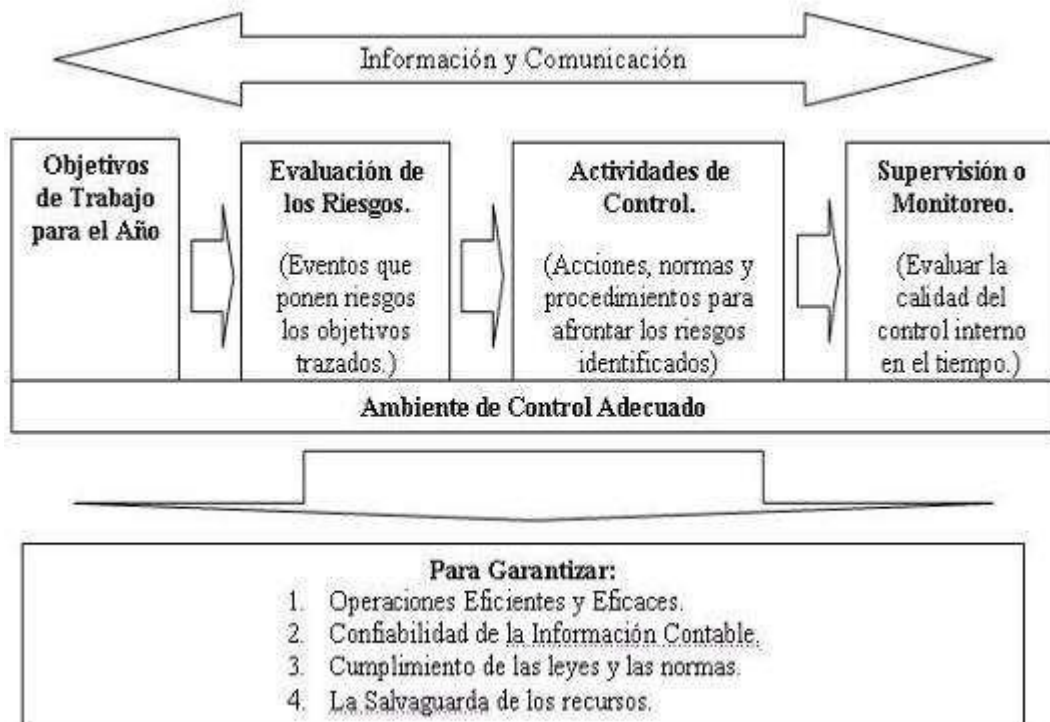 Información y Comunicación
Objetivos
de Trabajo
para el Año
Evaluación de
los Riesgos.
(Eventos que
ponen riesgos
los objetivos
trazados.)
Actividades de
Control.
(Acciones, normas y
procedimientos para
afrontar los riesgos
identificados)
Supervisión o
Monitoreo.
(Evaluar la
calidad del
control interno
en el tiempo.)
Ambiente de Control Adecuado
Para Garantizar:
1. Operaciones Eficientes y Eficaces.
2. Confiabilidad de la Información Contable.
3. Cumplimiento de las leyes y las normas.
4. La Salvaguarda de los recursos.